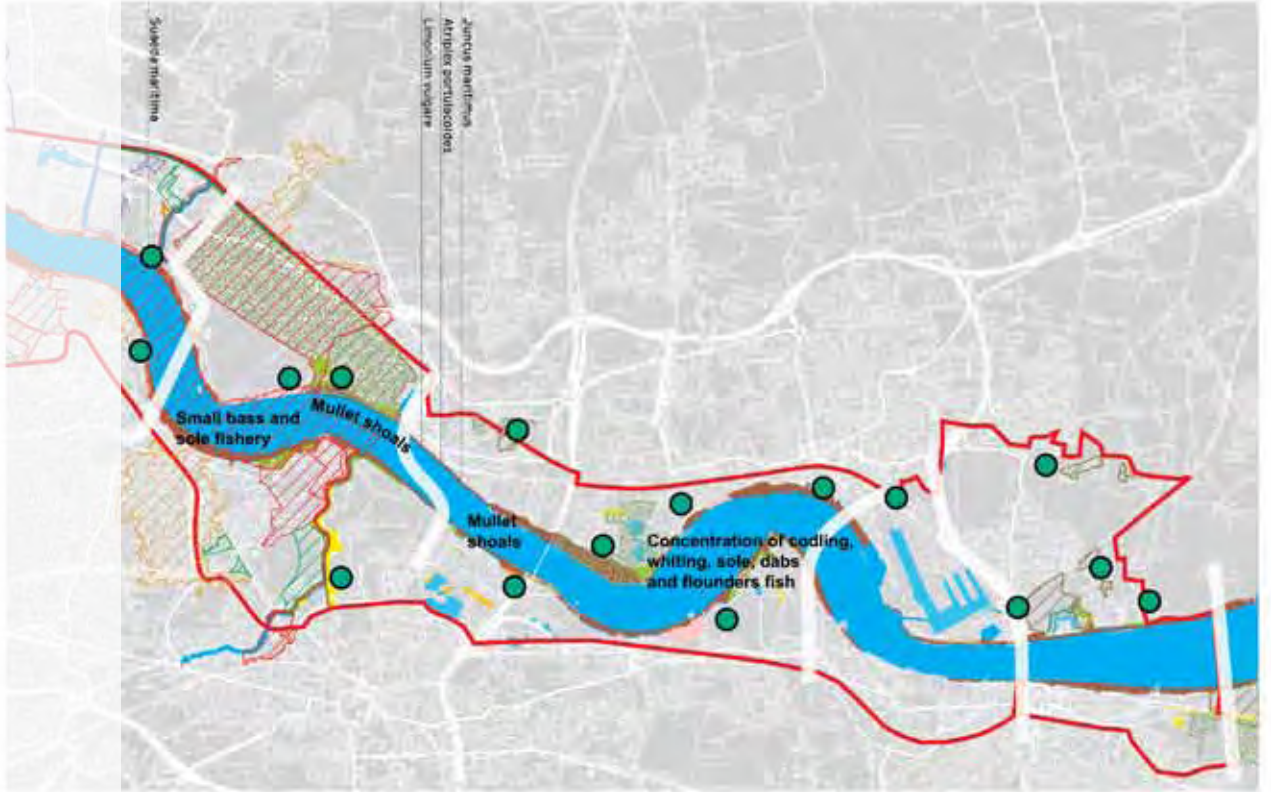 Suaeda maritima
Limonium vulgare
Atriplex portulacoides
Juncus maritimus
Small bass and
sole fishery
Mullet shoals
Mullet
shoals
Concentration of codling,
whiting, sole, dabs
and flounders fish